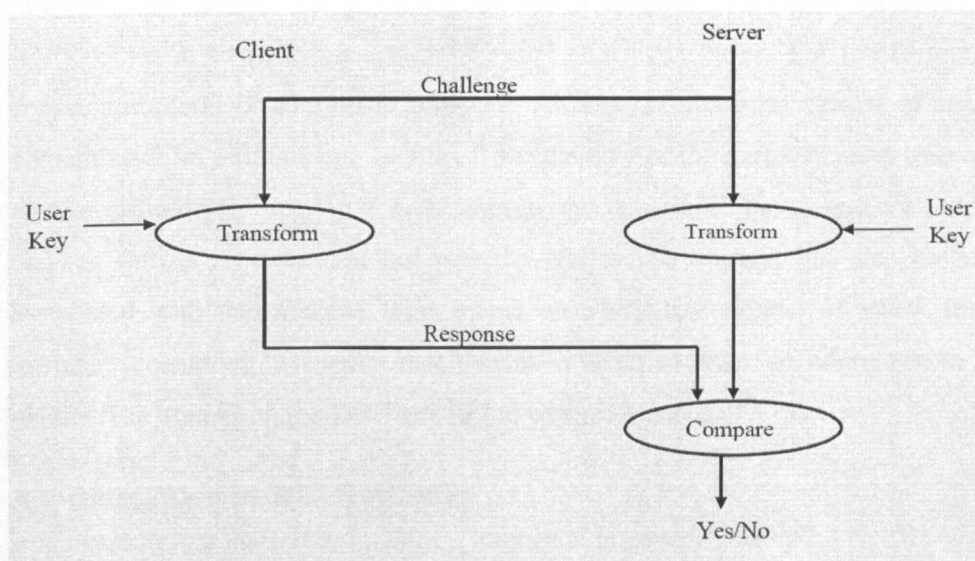 Client
Server
Challenge
User
Key
Transform
Transform
User
Key
Response
Compare
Yes/No